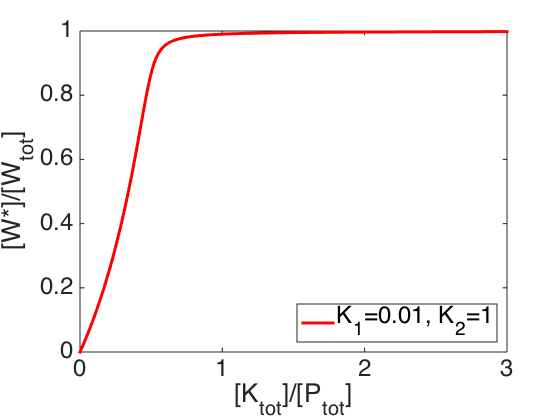 1
0.8
0.6
0.4
0.2
0
[W*]/[W_tot]
K_1=0.01, K_2=1
0 1 2 3
[K_tot]/[P_tot]